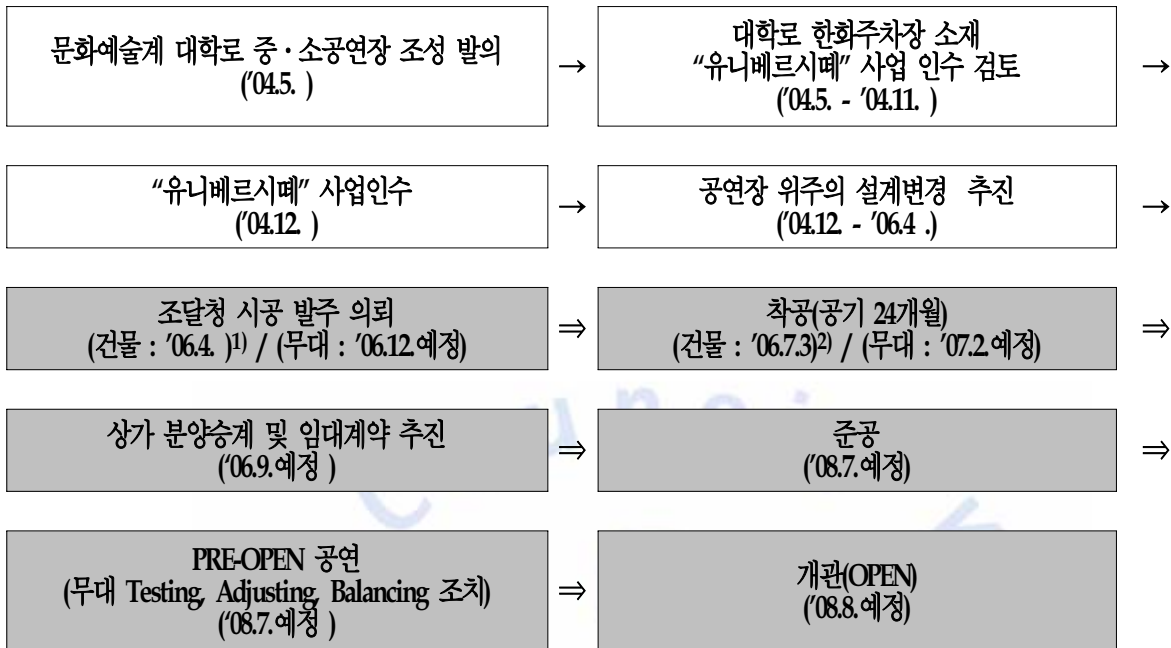 문화예술계 대학로 중·소공연장 조성 발의
('04.5. )
→
대학로 한화주차장 소재
“유니베르시떼” 사업 인수 검토
('04.5. - '04.11. )
→
“유니베르시떼” 사업인수
('04.12. )
→
공연장 위주의 설계변경 추진
('04.12. - '06.4 .)
→
조달청 시공 발주 의뢰
(건물 : '06.4. )1) / (무대 : '06.12.예정)
⇒
착공(공기 24개월)
(건물 : '06.7.3)2) / (무대 : '07.2.예정)
⇒
상가 분양승계 및 임대계약 추진
('06.9.예정 )
⇒
준공
('08.7.예정)
⇒
PRE-OPEN 공연
(무대 Testing, Adjusting, Balancing 조치)
('08.7.예정 )
⇒
개관(OPEN)
('08.8.예정)